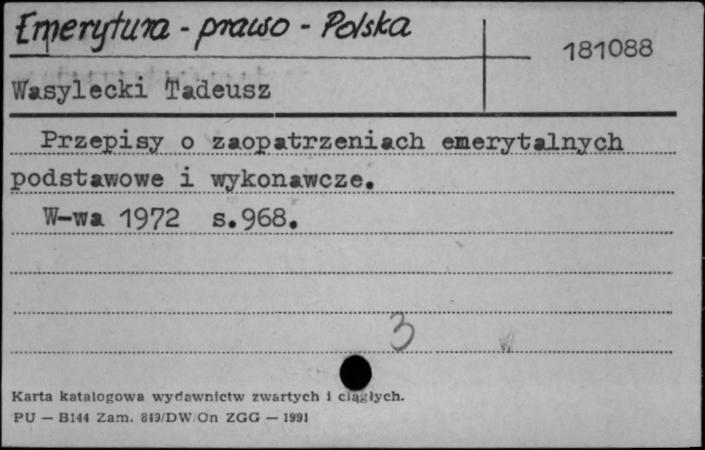 Emerytura - prawo - Polska
181088
Wasylecki Tadeusz
Przepisy o zaopatrzeniach emerytalnych
podstawowe i wykonawcze.
W-wa 1972 s.968.
3
Karta katalogowa wydawnictw zwartych i ciągłych.
PU — B144 Zam. 849/DW/On ZGG — 1991